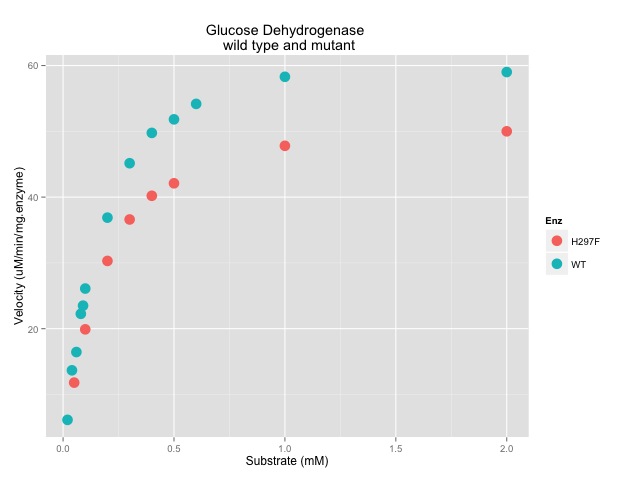 Glucose Dehydrogenase
wild type and mutant
60
40
20
Velocity (uM/min/mg.enzyme)
0.0 0.5 1.0 1.5 2.0
Substrate (mM)
Enz
H297F
WT